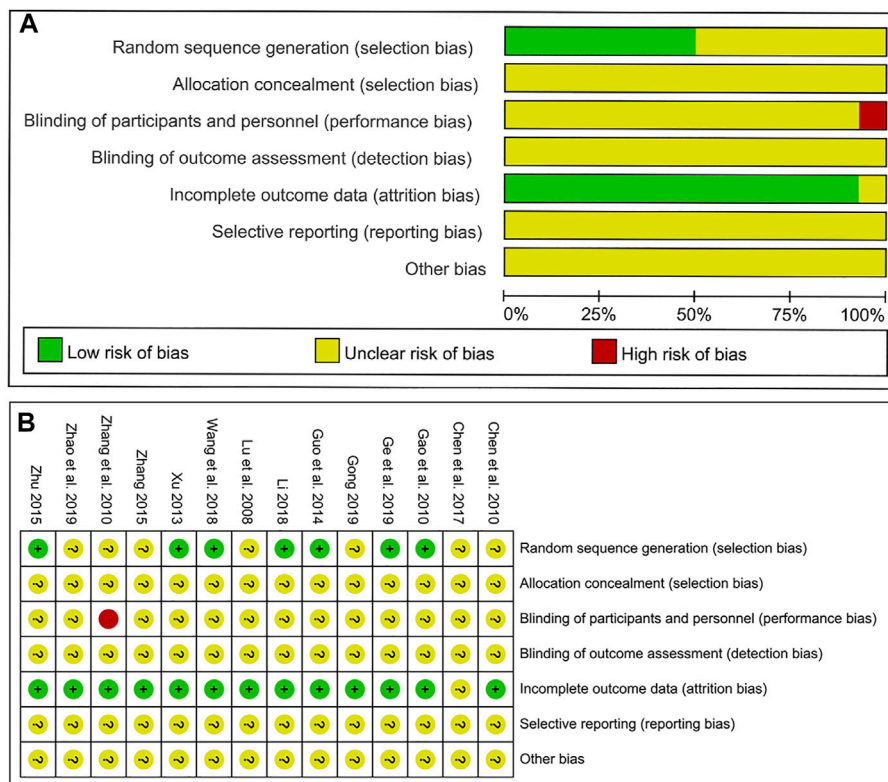 A
Random sequence generation (selection bias)
Allocation concealment (selection bias)
Blinding of participants and personnel (performance bias)
Blinding of outcome assessment (detection bias)
Incomplete outcome data (attrition bias)
Selective reporting (reporting bias)
Other bias
0% 25% 50% 75% 100%
Low risk of bias Unclear risk of bias High risk of bias
B
Zhu 2015
Zhao et al. 2019
Zhang et al. 2010
Zhang 2015
Xu 2013
Wang et al. 2018
Lu et al. 2008
Li 2018
Guo et al. 2014
Gong 2019
Ge et al. 2019
Gao et al. 2010
Chen et al. 2017
Chen et al. 2010
+ ? ? ? + + ? + + ? + + ? ? Random sequence generation (selection bias)
? ? ? ? ? ? ? ? ? ? ? ? ? ? Allocation concealment (selection bias)
? ? - ? ? ? ? ? ? ? ? ? ? ? Blinding of participants and personnel (performance bias)
? ? ? ? ? ? ? ? ? ? ? ? ? ? Blinding of outcome assessment (detection bias)
+ + + + + + + + + + + + ? + Incomplete outcome data (attrition bias)
? ? ? ? ? ? ? ? ? ? ? ? ? ? Selective reporting (reporting bias)
? ? ? ? ? ? ? ? ? ? ? ? ? ? Other bias